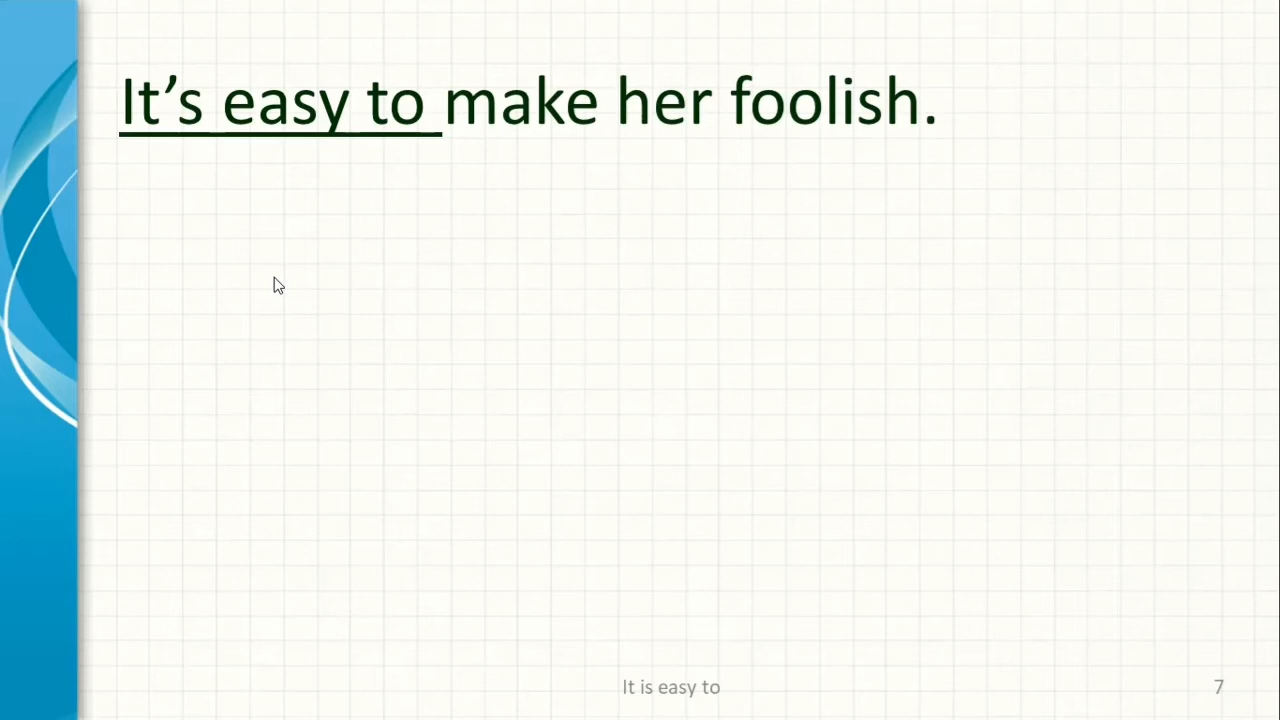 It’s easy to make her foolish.
It is easy to
7